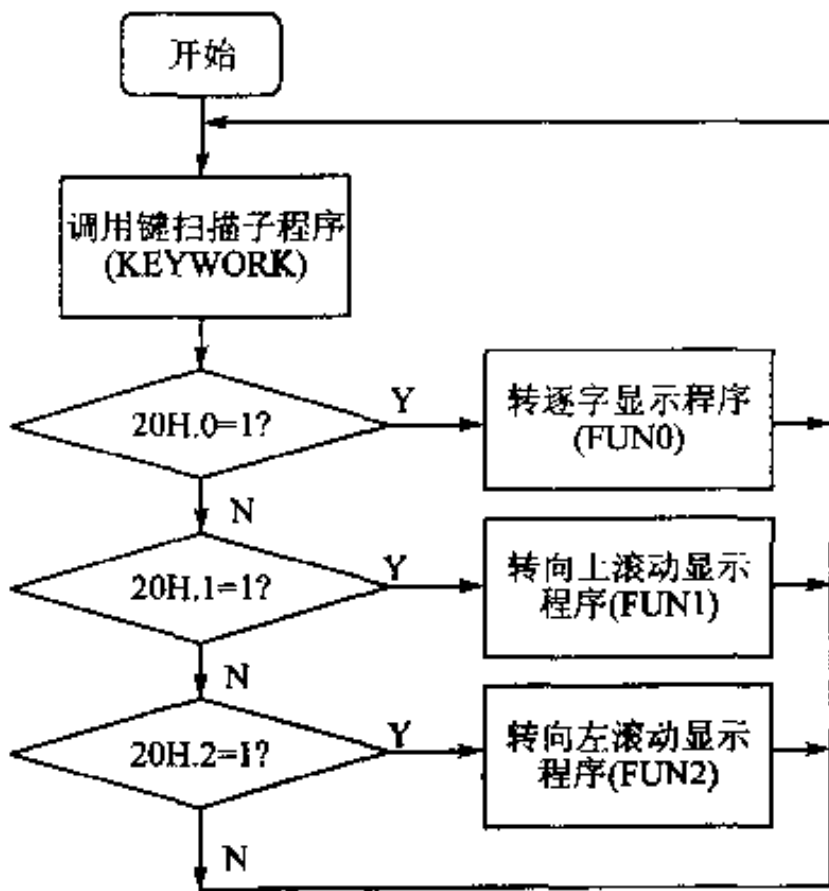 开始
调用键扫描子程序
(KEYWORK)
20H.0=1?
Y
转逐字显示程序
(FUN0)
N
20H.1=1?
Y
转向上滚动显示
程序(FUN1)
N
20H.2=1?
Y
转向左滚动显示
程序(FUN2)
N